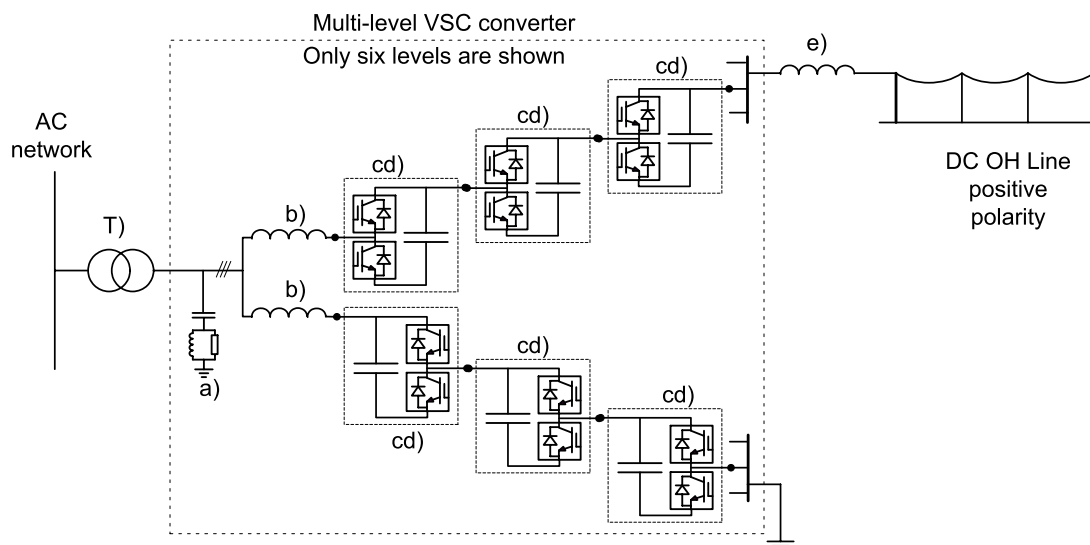 Multi-level VSC converter
Only six levels are shown
e)
cd)
AC
network
cd)
DC OH Line
positive
polarity
cd)
T)
b)
b)
a)
cd)
cd)
cd)